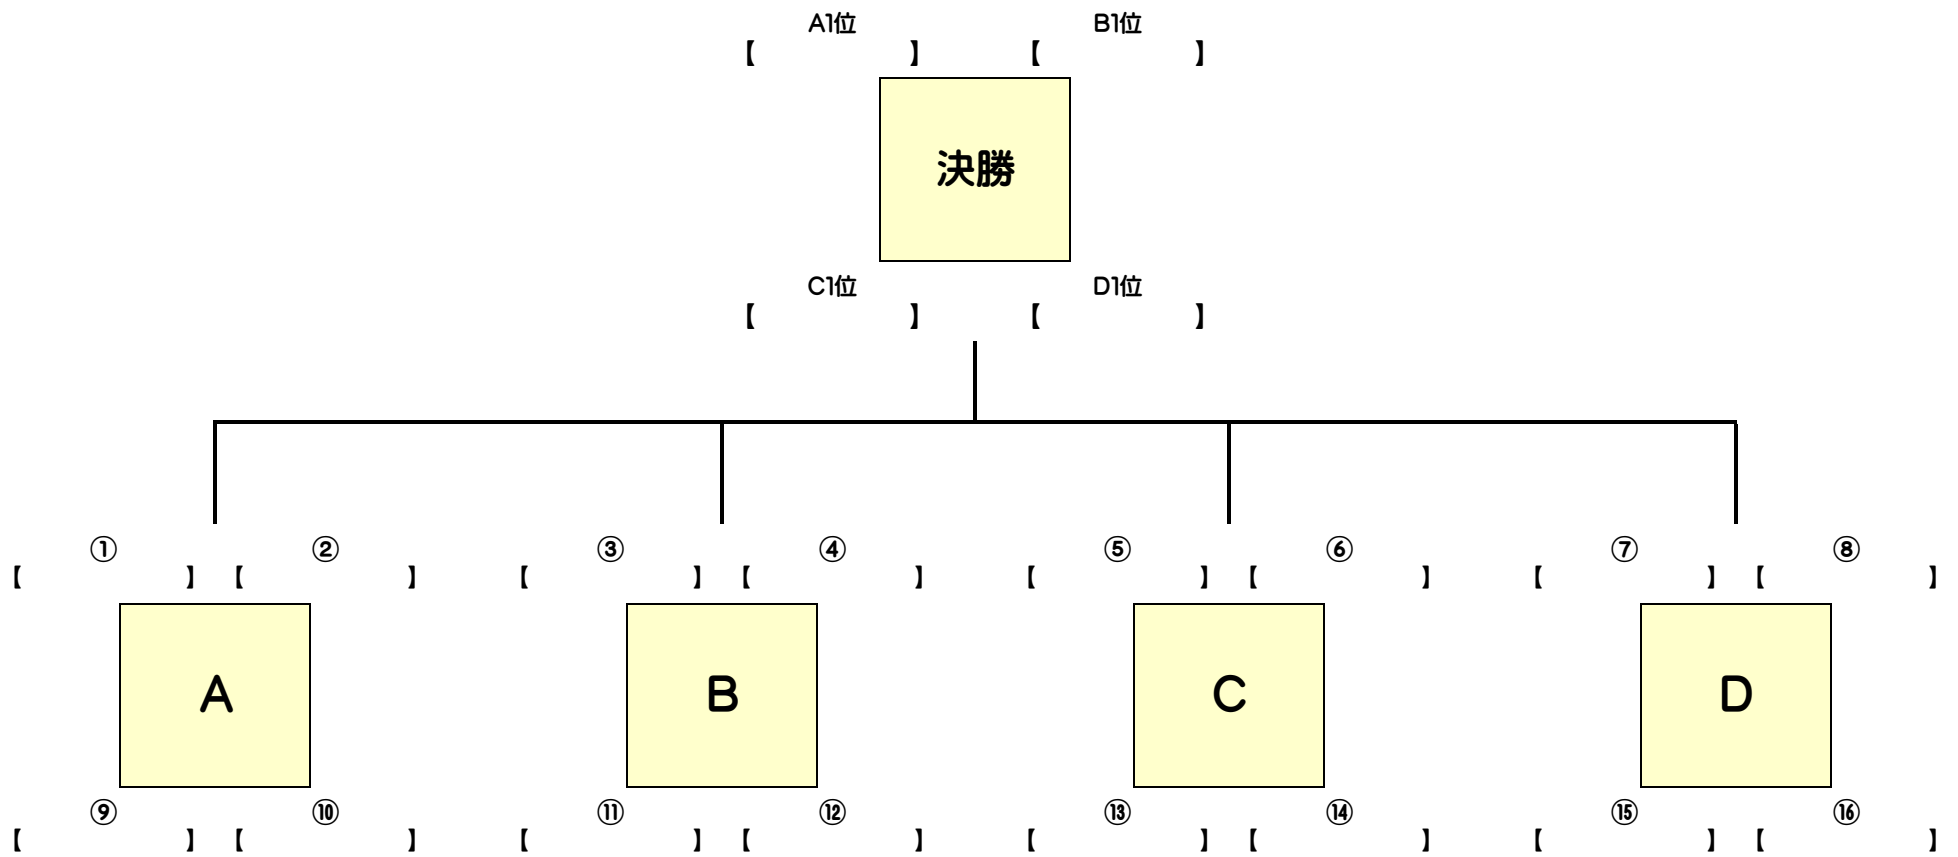 A1位 B1位
【 】 【 】
決勝
C1位 D1位
【 】 【 】
① ② ③ ④ ⑤ ⑥ ⑦ ⑧
【 】 【 】 【 】 【 】 【 】 【 】 【 】 【 】
A B C D
⑨ ⑩ ⑪ ⑫ ⑬ ⑭ ⑮ ⑯
【 】 【 】 【 】 【 】 【 】 【 】 【 】 【 】